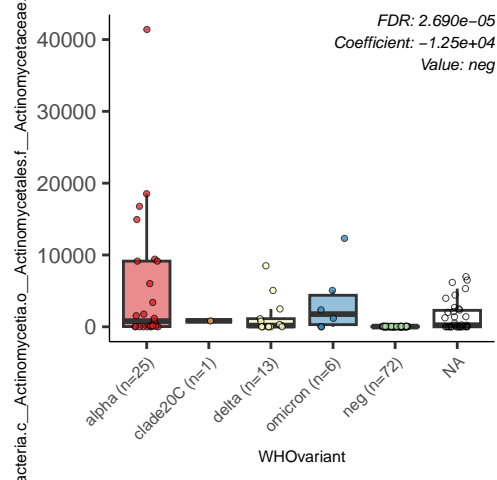 FDR: 2.690e−05
Coefficient: −1.25e+04
Value: neg
acteria.c__Actinomycetia.o__Actinomycetales.f__Actinomycetaceae.
40000
30000
20000
10000
0
alpha (n=25)
clade20C (n=1)
delta (n=13)
omicron (n=6)
neg (n=72)
NA
WHOvariant